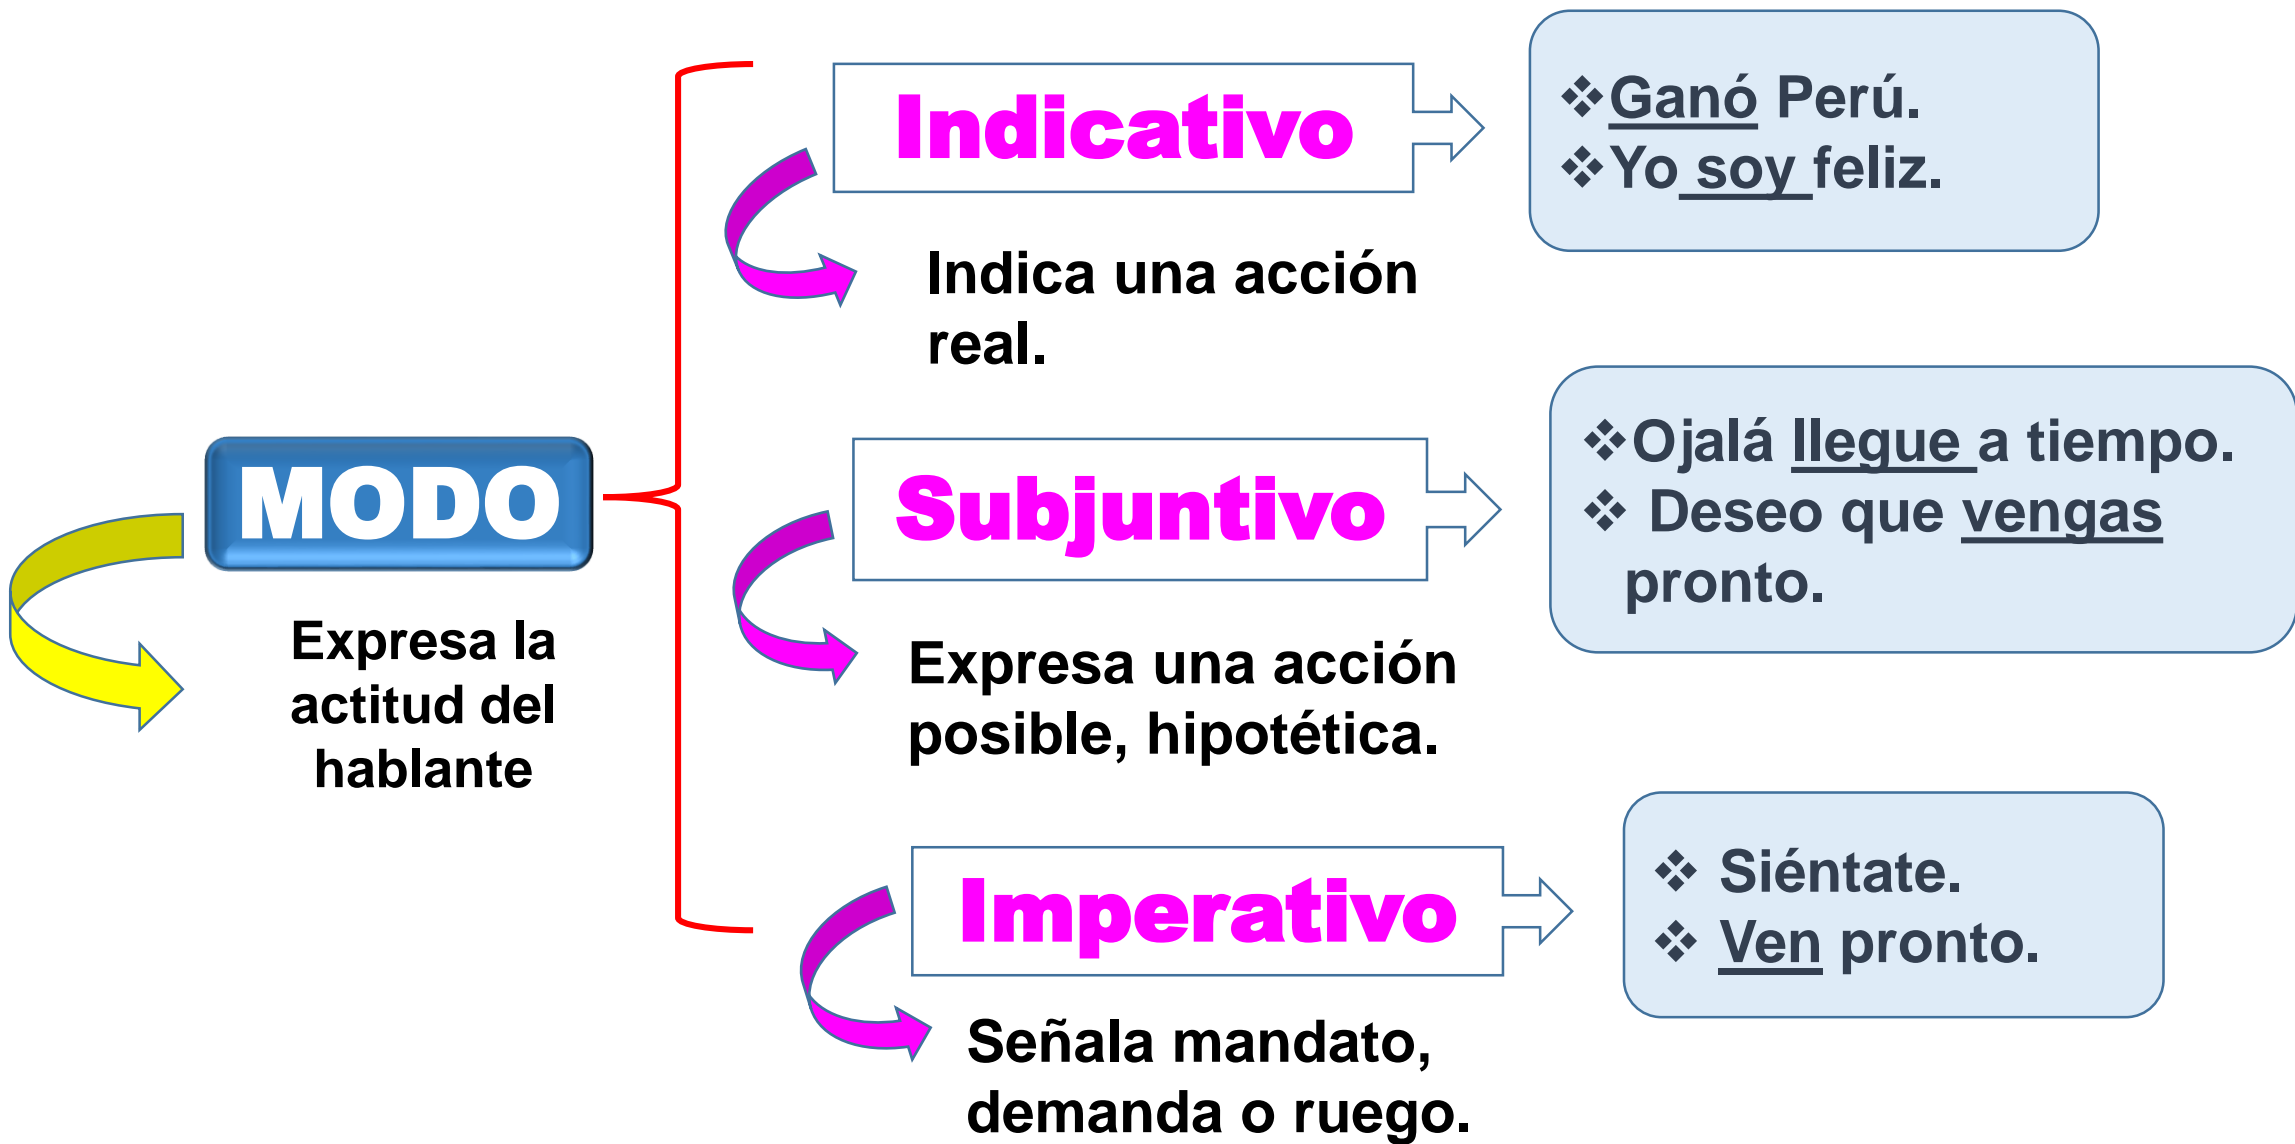 MODO
Expresa la
actitud del
hablante
Indicativo
Indica una acción
real.
❖Ganó Perú.
❖Yo soy feliz.
Subjuntivo
Expresa una acción
posible, hipotética.
❖Ojalá llegue a tiempo.
❖ Deseo que vengas
pronto.
Imperativo
Señala mandato,
demanda o ruego.
❖ Siéntate.
❖ Ven pronto.